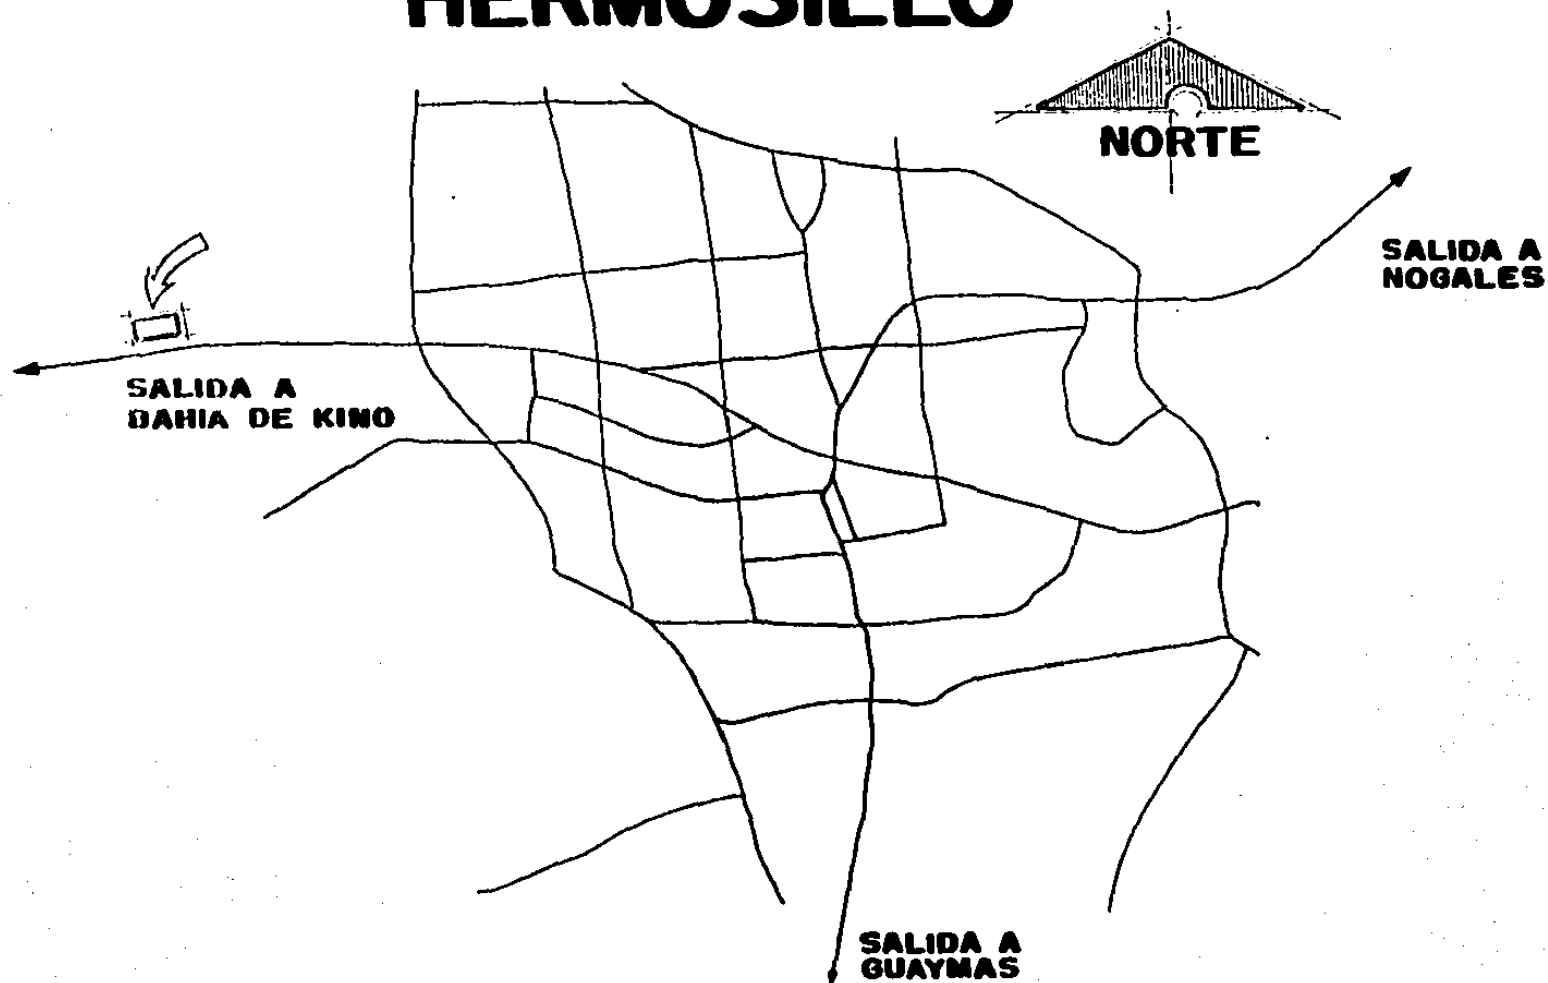 HERMOSILLO
NORTE
SALIDA A
NOGALES
SALIDA A
BAHIA DE KINO
SALIDA A
GUAYMAS